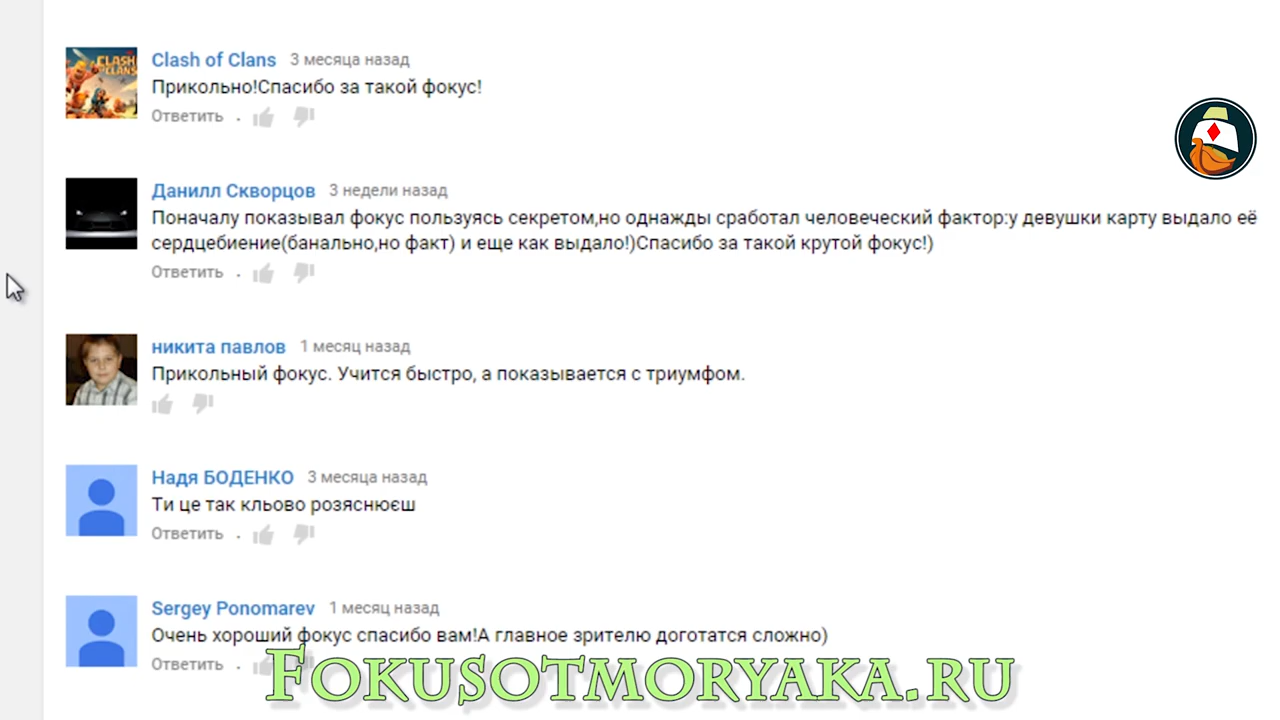 Clash of Clans 3 месяца назад
Прикольно!Спасибо за такой фокус!
Ответить .
Данилл Скворцов 3 недели назад
Поначалу показывал фокус пользуясь секретом,но однажды сработал человеческий фактор:у девушки карту выдало её
сердцебиение(банально,но факт) и еще как выдало!)Спасибо за такой крутой фокус!)
Ответить .
никита павлов 1 месяц назад
Прикольный фокус. Учится быстро, а показывается с триумфом.
Надя БОДЕНКО 3 месяца назад
Ти це так кльово розяснюєш
Ответить .
Sergey Ponomarev 1 месяц назад
Очень хороший фокус спасибо вам!А главное зрителю доготатся сложно)
Ответить .
Fokusotmoryaka.ru